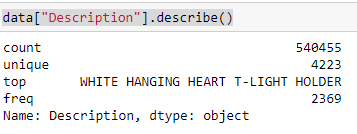 data["Description"].describe()
count 540455
unique 4223
top WHITE HANGING HEART T-LIGHT HOLDER
freq 2369
Name: Description, dtype: object